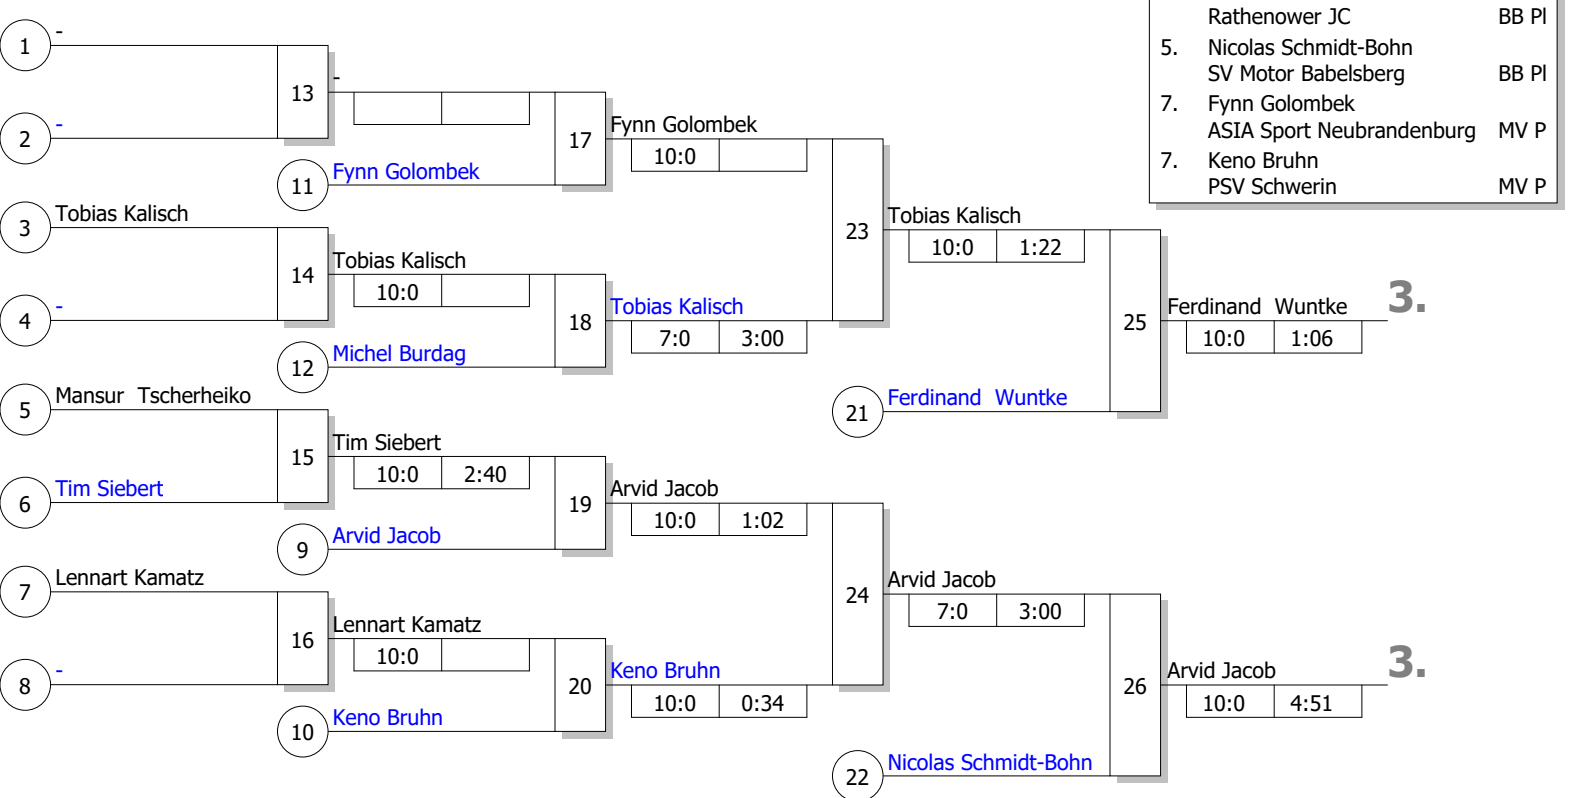 Rathenower JC BB Pl
5. Nicolas Schmidt-Bohn
SV Motor Babelsberg BB Pl
7. Fynn Golombek
ASIA Sport Neubrandenburg MV P
7. Keno Bruhn
PSV Schwerin MV P
1 -
13 -
2 -
17 Fynn Golombek
10:0
11 Fynn Golombek
3 Tobias Kalisch
23 Tobias Kalisch
10:0 1:22
14 Tobias Kalisch
10:0
4 -
18 Tobias Kalisch
7:0 3:00
12 Michel Burdag
25 Ferdinand Wuntke 3.
10:0 1:06
5 Mansur Tscherheiko
21 Ferdinand Wuntke
15 Tim Siebert
10:0 2:40
6 Tim Siebert
19 Arvid Jacob
10:0 1:02
9 Arvid Jacob
7 Lennart Kamatz
24 Arvid Jacob
7:0 3:00
16 Lennart Kamatz
10:0
8 -
20 Keno Bruhn
10:0 0:34
10 Keno Bruhn
26 Arvid Jacob 3.
10:0 4:51
22 Nicolas Schmidt-Bohn